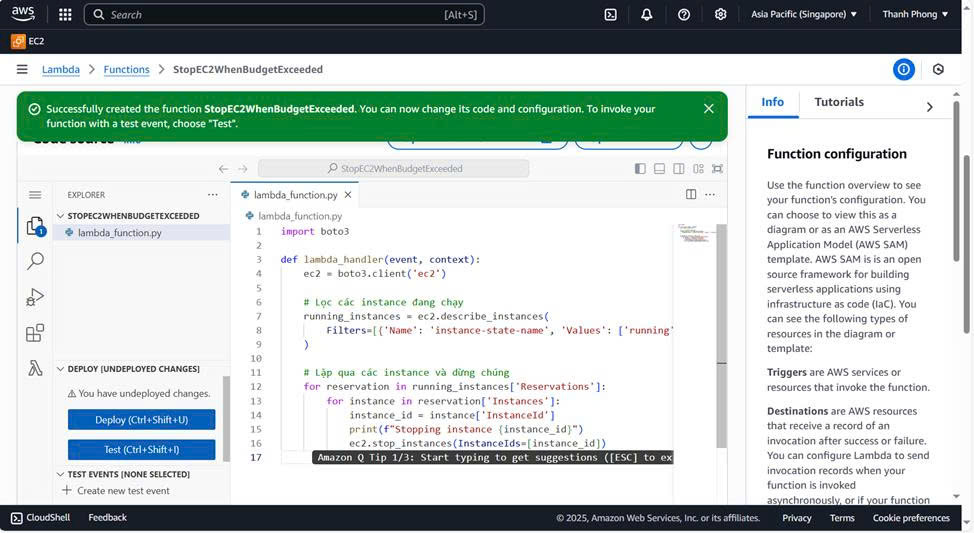 aws
Search
[Alt+S]
Asia Pacific (Singapore)
Thanh Phong
EC2
Lambda
Functions
StopEC2WhenBudgetExceeded
Successfully created the function StopEC2WhenBudgetExceeded. You can now change its code and configuration. To invoke your
function with a test event, choose "Test".
StopEC2WhenBudgetExceeded
EXPLORER
STOPEC2WHENBUDGETEXCEEDED
lambda_function.py
1
DEPLOY [UNDEPLOYED CHANGES]
You have undeployed changes.
Deploy (Ctrl+Shift+U)
Test (Ctrl+Shift+I)
TEST EVENTS [NONE SELECTED]
Create new test event
lambda_function.py
lambda_function.py
1 import boto3
2
3 def lambda_handler(event, context):
4 ec2 = boto3.client('ec2')
5
6 # Lọc các instance đang chạy
7 running_instances = ec2.describe_instances(
8 Filters=[{'Name': 'instance-state-name', 'Values': ['running'
9 )
10
11 # Lặp qua các instance và dừng chúng
12 for reservation in running_instances['Reservations']:
13 for instance in reservation['Instances']:
14 instance_id = instance['InstanceId']
15 print(f"Stopping instance {instance_id}")
16 ec2.stop_instances(InstanceIds=[instance_id])
17 Amazon Q Tip 1/3: Start typing to get suggestions ([ESC] to ex
Info
Tutorials
Function configuration
Use the function overview to see
your function's configuration. You
can choose to view this as a
diagram or as an AWS Serverless
Application Model (AWS SAM)
template. AWS SAM is is an open
source framework for building
serverless applications using
infrastructure as code (IaC). You
can see the following types of
resources in the diagram or
template:
Triggers are AWS services or
resources that invoke the function.
Destinations are AWS resources
that receive a record of an
invocation after success or failure.
You can configure Lambda to send
invocation records when your
function is invoked
asynchronously, or if your function
CloudShell
Feedback
© 2025, Amazon Web Services, Inc. or its affiliates.
Privacy
Terms
Cookie preferences